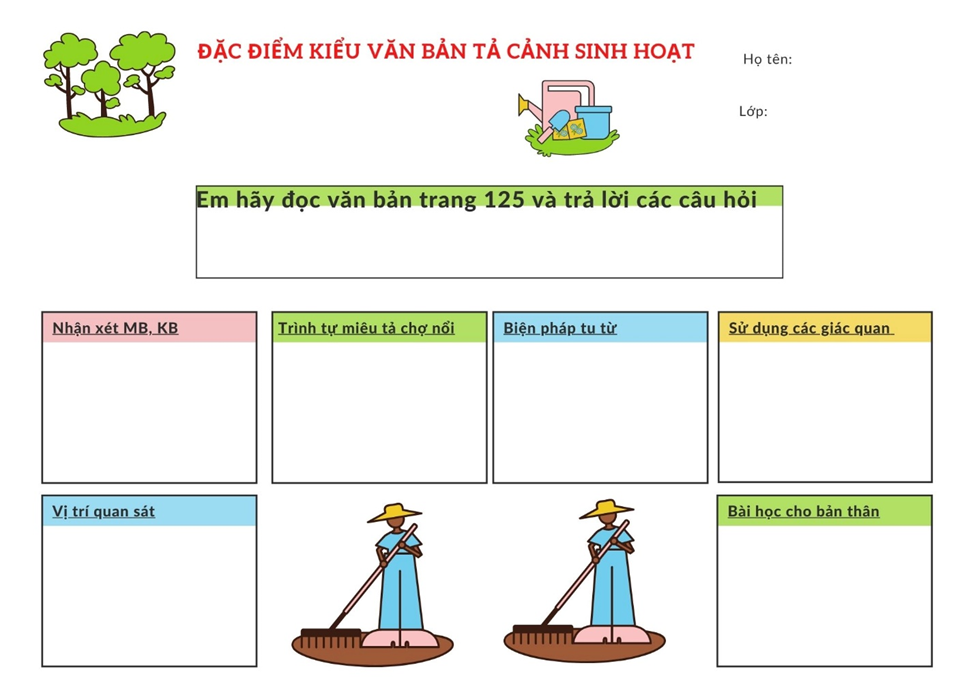 ĐẶC ĐIỂM KIỂU VĂN BẢN TẢ CẢNH SINH HOẠT
Họ tên:
Lớp:
Em hãy đọc văn bản trang 125 và trả lời các câu hỏi
Nhận xét MB, KB
Trình tự miêu tả chợ nổi
Biện pháp tu từ
Sử dụng các giác quan
Vị trí quan sát
Bài học cho bản thân